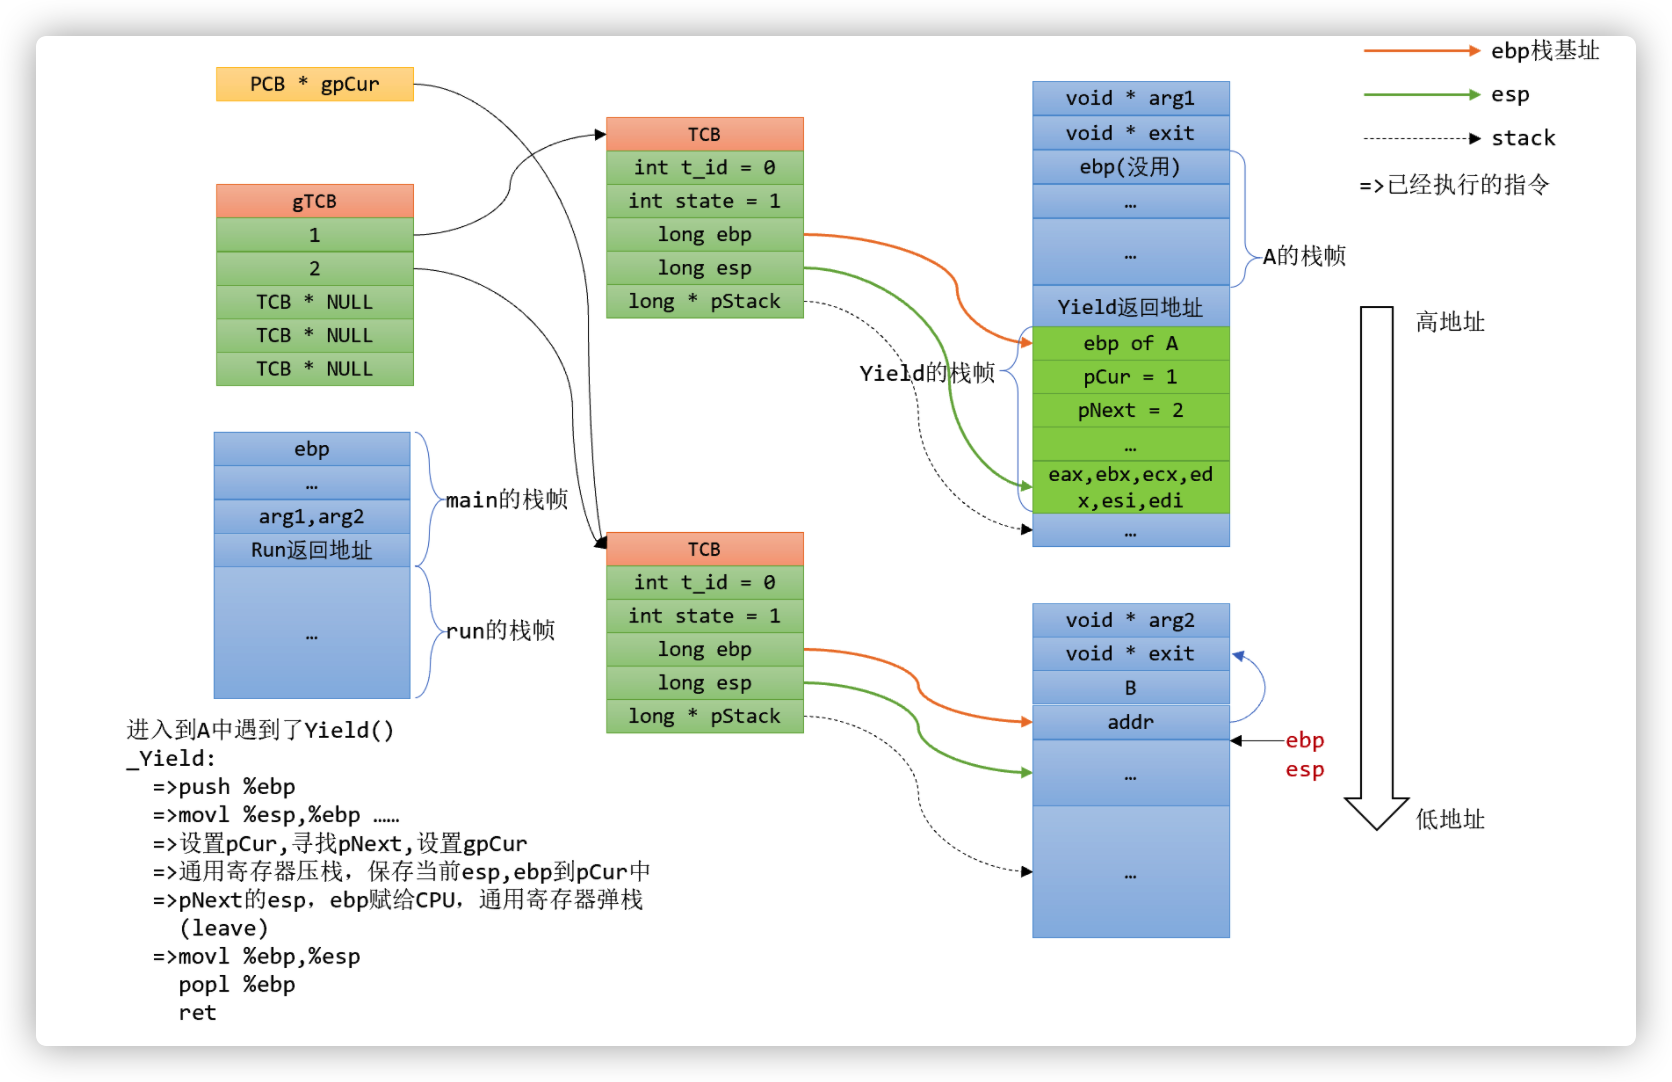 PCB * gpCur
gTCB
1
2
TCB * NULL
TCB * NULL
TCB * NULL
ebp
…
arg1,arg2
Run返回地址
…
main的栈帧
run的栈帧
进入到A中遇到了Yield()
_Yield:
=>push %ebp
=>movl %esp,%ebp ……
=>设置pCur,寻找pNext,设置gpCur
=>通用寄存器压栈，保存当前esp,ebp到pCur中
=>pNext的esp，ebp赋给CPU，通用寄存器弹栈
(leave)
=>movl %ebp,%esp
popl %ebp
ret
TCB
int t_id = 0
int state = 1
long ebp
long esp
long * pStack
TCB
int t_id = 0
int state = 1
long ebp
long esp
long * pStack
void * arg1
void * exit
ebp(没用)
…
…
Yield返回地址
ebp of A
pCur = 1
pNext = 2
…
eax,ebx,ecx,ed
x,esi,edi
…
A的栈帧
Yield的栈帧
void * arg2
void * exit
B
addr
…
…
ebp
esp
ebp栈基址
esp
stack
=>已经执行的指令
高地址
低地址